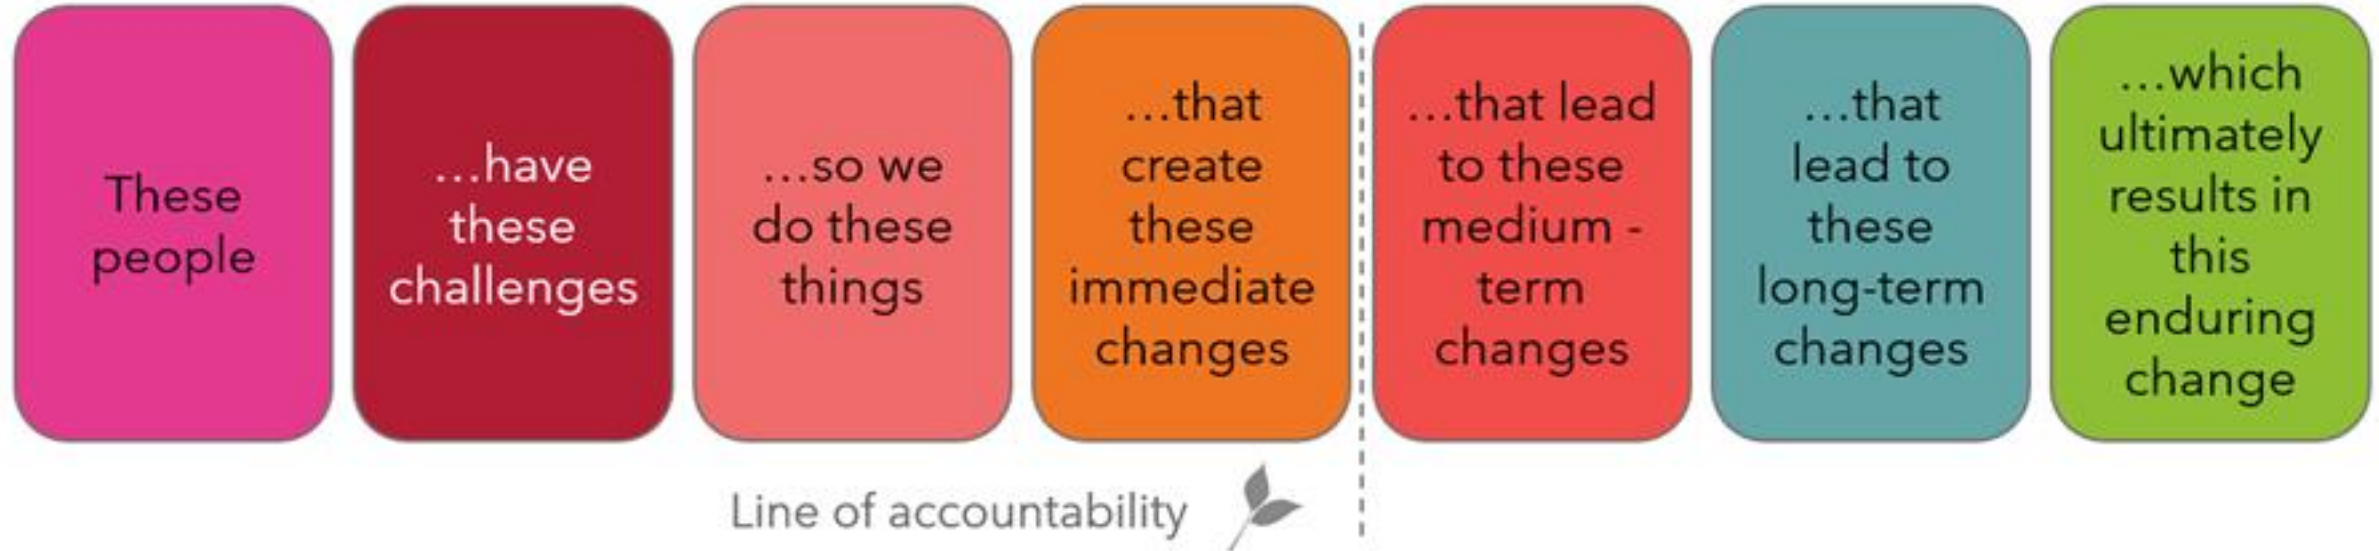 These
people
...have
these
challenges
...so we
do these
things
...that
create
these
immediate
changes
...that lead
to these
medium -
term
changes
...that
lead to
these
long-term
changes
...which
ultimately
results in
this
enduring
change
Line of accountability